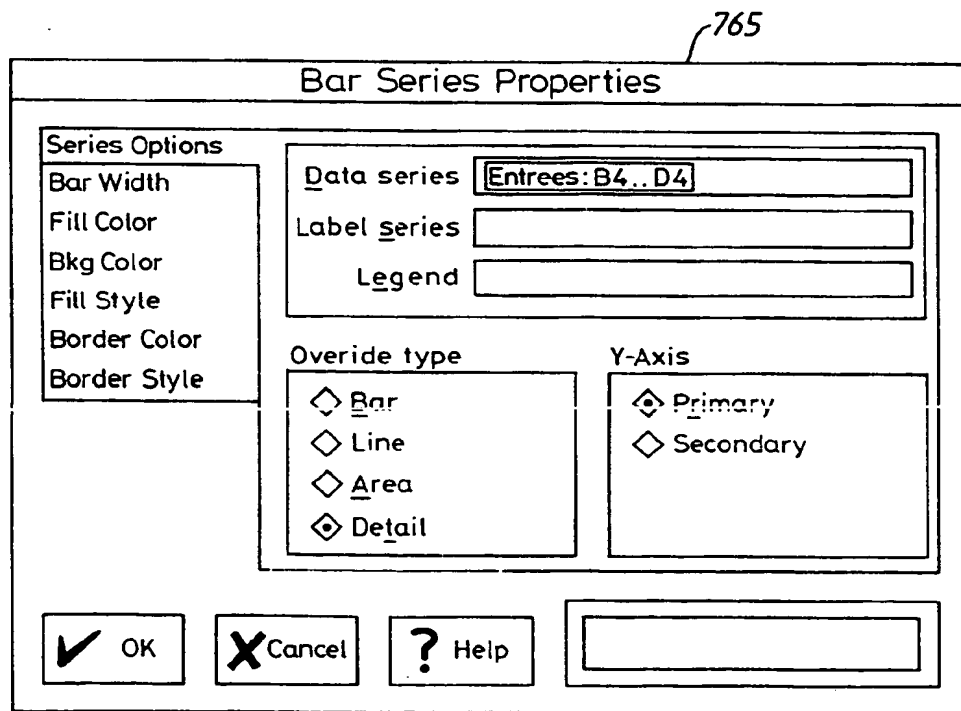 765
Bar Series Properties
Series Options
Bar Width
Fill Color
Bkg Color
Fill Style
Border Color
Border Style
Data series Entrees:B4..D4
Label series
Legend
Overide type
Bar
Line
Area
Detail
Y-Axis
Primary
Secondary
OK
Cancel
? Help